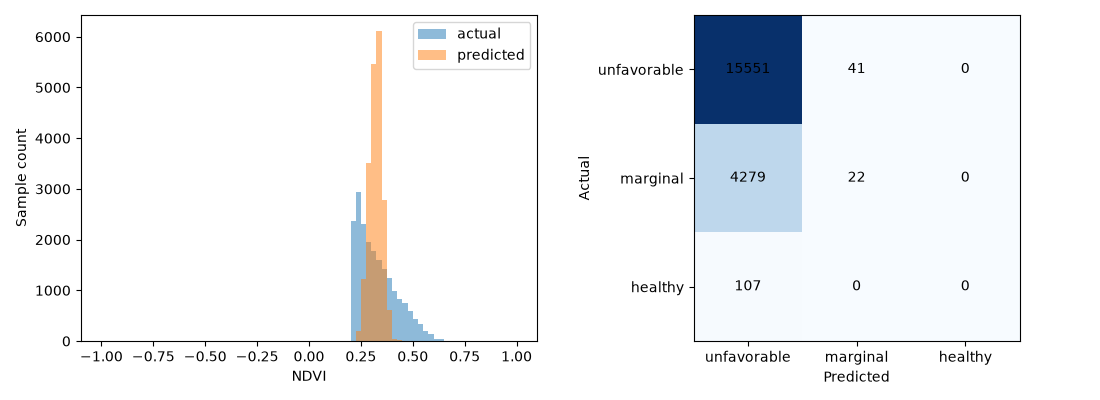 actual
predicted
6000
5000
4000
3000
2000
1000
0
Sample count
−1.00 −0.75 −0.50 −0.25 0.00 0.25 0.50 0.75 1.00
NDVI
unfavorable 15551 41 0
marginal 4279 22 0
healthy 107 0 0
Actual
unfavorable marginal healthy
Predicted